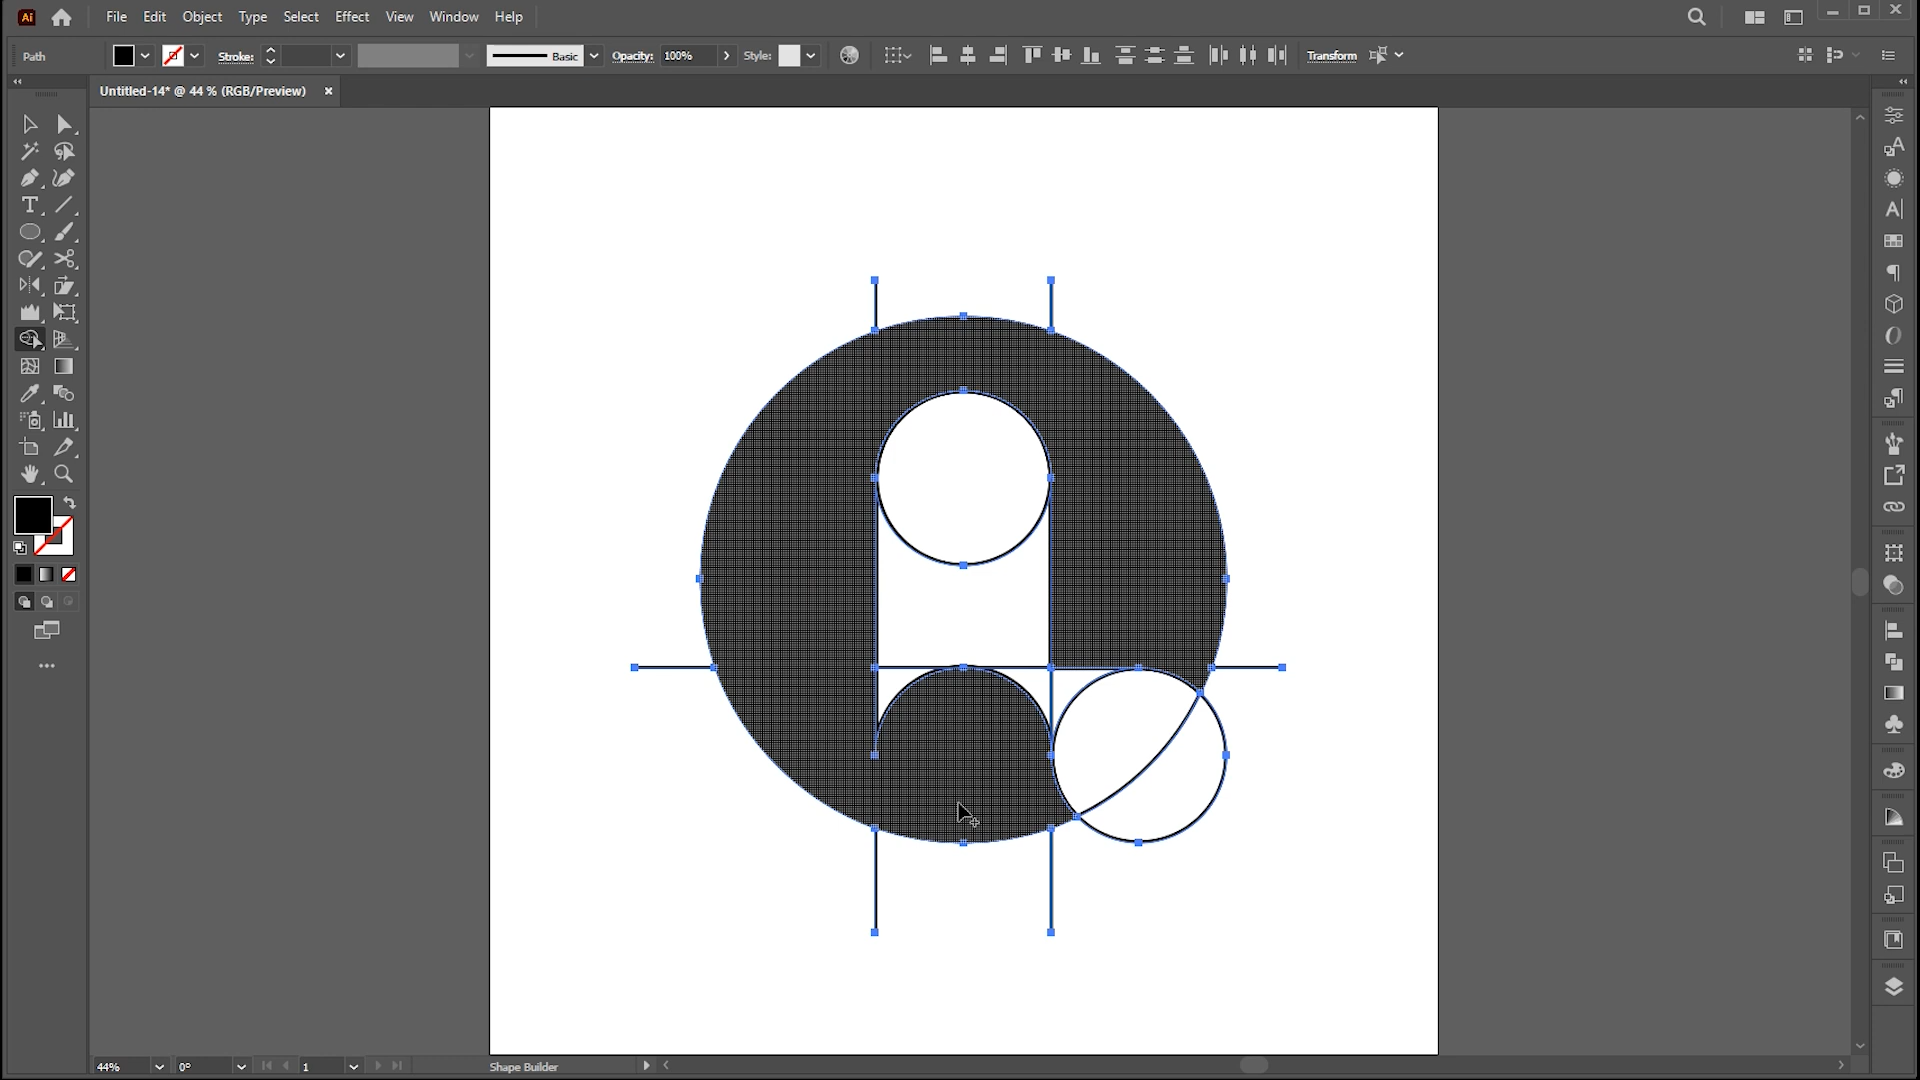 Ai File Edit Object Type Select Effect View Window Help
Path Stroke: Basic Opacity: 100% Style: Transform
Untitled-14* @ 44 % (RGB/Preview) ×
44% 0° 1 Shape Builder